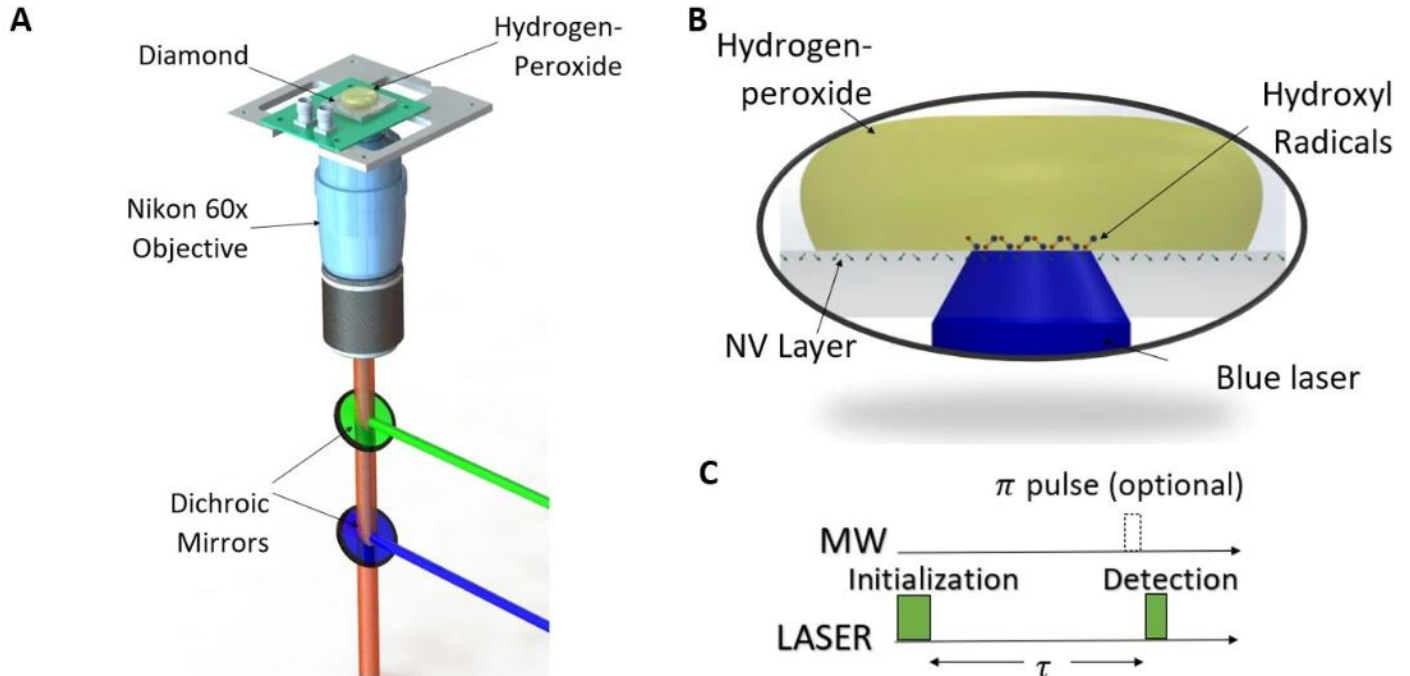 A
Hydrogen-
Peroxide
Diamond
Nikon 60x
Objective
Dichroic
Mirrors
B
Hydrogen-
peroxide
Hydroxyl
Radicals
NV Layer
Blue laser
C
π pulse (optional)
MW
Initialization
Detection
LASER
τ